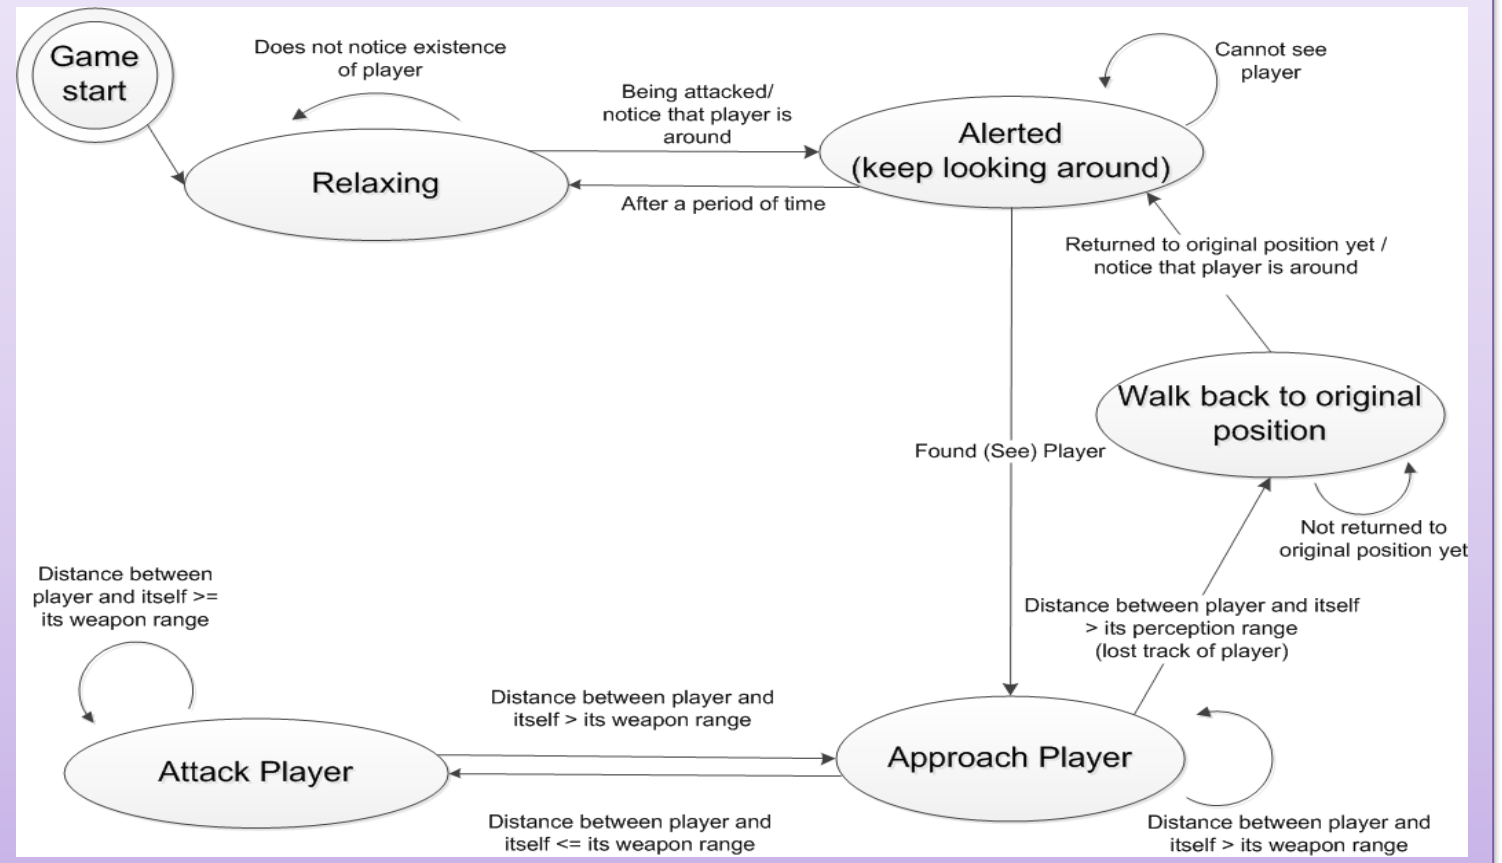 Game
start
Does not notice existence
of player
Being attacked/
notice that player is
around
Cannot see
player
Alerted
(keep looking around)
Relaxing
After a period of time
Returned to original position yet /
notice that player is around
Walk back to original
position
Found (See) Player
Not returned to
original position yet
Distance between
player and itself >=
its weapon range
Distance between player and itself
> its perception range
(lost track of player)
Distance between player and
itself > its weapon range
Attack Player
Approach Player
Distance between player and
itself <= its weapon range
Distance between player and
itself > its weapon range